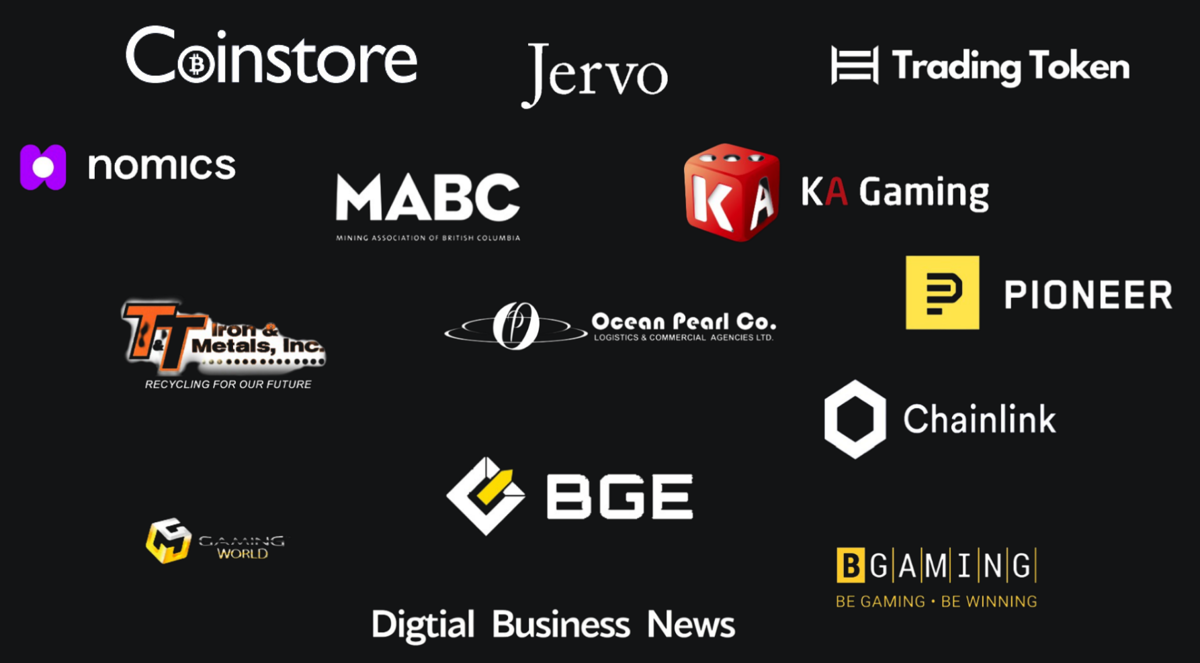 Coinstore
Jervo
Trading Token
nomics
MABC
MINING ASSOCIATION OF BRITISH COLUMBIA
KA
KA Gaming
PIONEER
T&T Iron &
Metals, Inc.
RECYCLING FOR OUR FUTURE
Ocean Pearl Co.
LOGISTICS & COMMERCIAL AGENCIES LTD.
Chainlink
BGE
GAMING
WORLD
BGAMING
BE GAMING • BE WINNING
Digtial Business News